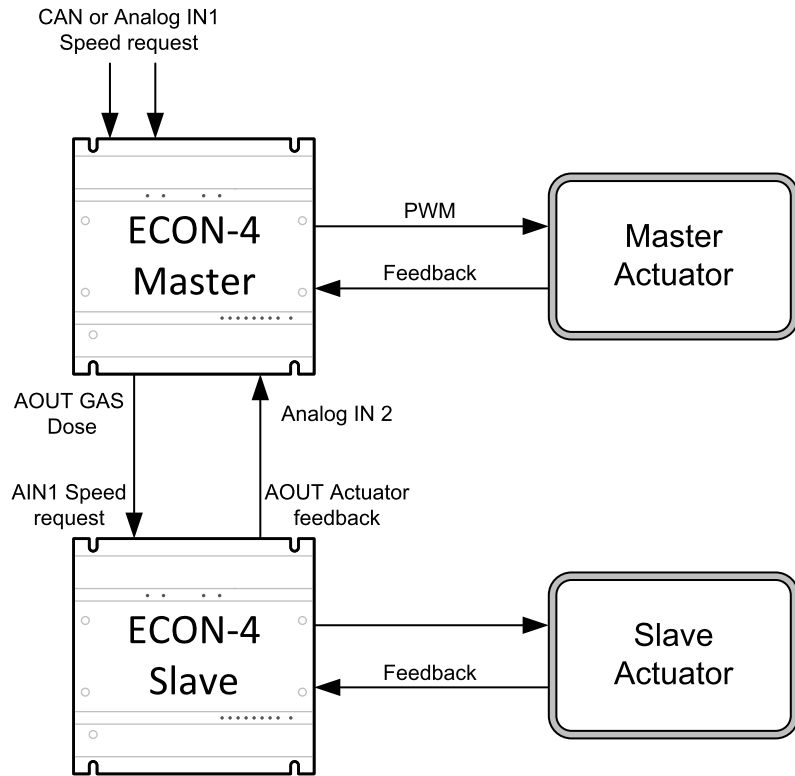 CAN or Analog IN1
Speed request
ECON-4
Master
PWM
Feedback
Master
Actuator
AOUT GAS
Dose
Analog IN 2
AIN1 Speed
request
AOUT Actuator
feedback
ECON-4
Slave
Feedback
Slave
Actuator